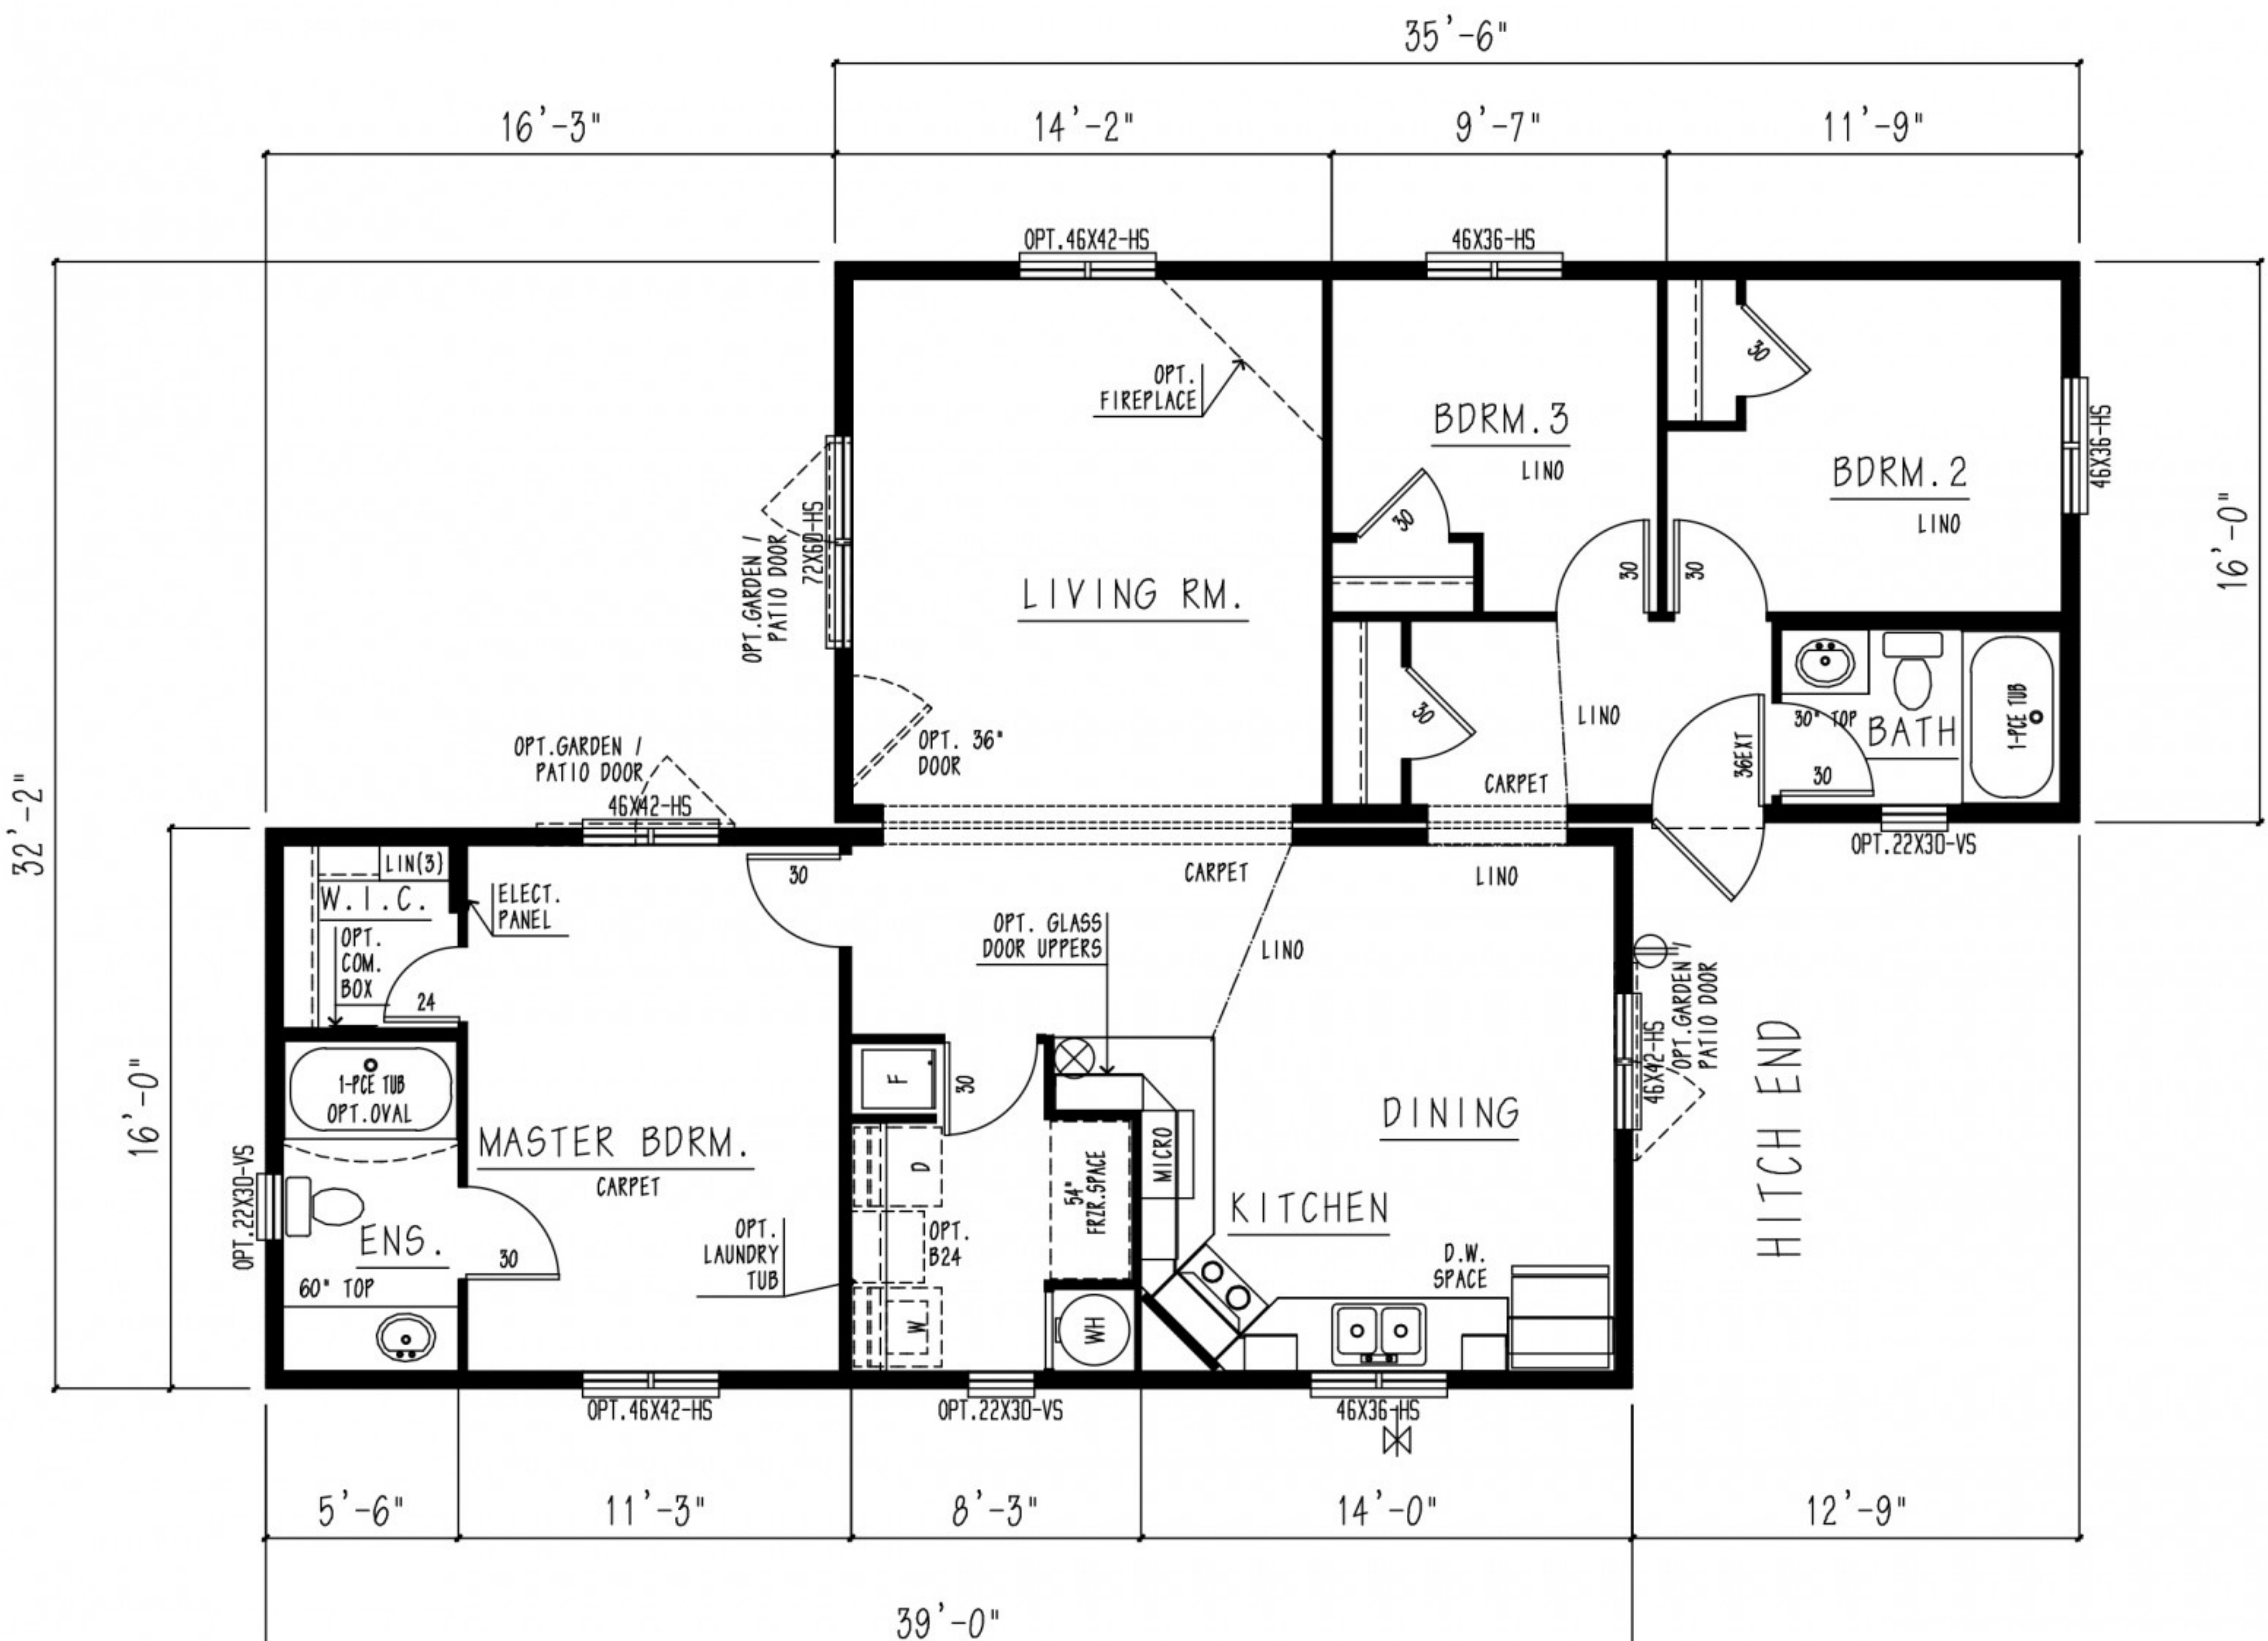 35'-6"
16'-3"
14'-2"
9'-7"
11'-9"
OPT.46X42-HS
46X36-HS
30
OPT.
FIREPLACE
BDRM.3
LINO
BDRM.2
LINO
46X36-HS
16'-0"
30
72X60-HS
OPT.GARDEN /
PATIO DOOR
LIVING RM.
30
30
30
LINO
30" TOP
BATH
1-PCE TUB
36EXT
30
OPT. 36"
DOOR
CARPET
OPT.GARDEN /
PATIO DOOR
46X42-HS
OPT.22X30-VS
32'-2"
LIN(3)
W.I.C.
ELECT.
PANEL
30
CARPET
LINO
OPT.
COM.
BOX
24
OPT. GLASS
DOOR UPPERS
LINO
OPT.GARDEN /
PATIO DOOR
46X42-HS
HITCH END
16'-0"
1-PCE TUB
OPT.OVAL
F
30
MASTER BDRM.
CARPET
D
54"
FRZR.SPACE
MICRO
DINING
KITCHEN
OPT.22X30-VS
ENS.
30
60" TOP
OPT.
LAUNDRY
TUB
OPT.
B24
W
WH
D.W.
SPACE
OPT.46X42-HS
OPT.22X30-VS
46X36-HS
5'-6"
11'-3"
8'-3"
14'-0"
12'-9"
39'-0"